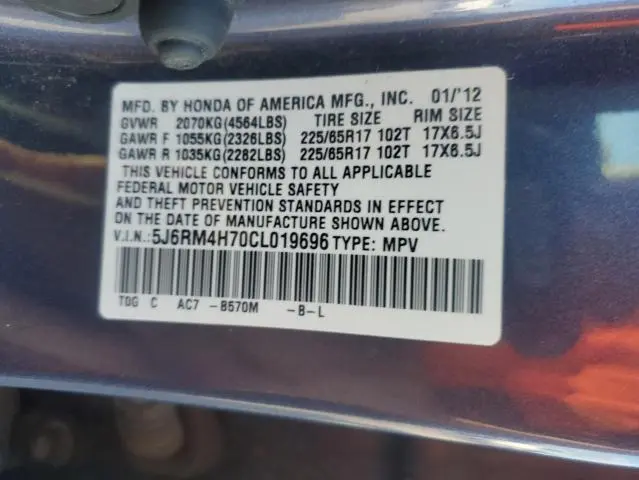 MFD. BY HONDA OF AMERICA MFG., INC. 01/'12
GVWR 2070KG(4564LBS) TIRE SIZE RIM SIZE
GAWR F 1055KG(2326LBS) 225/65R17 102T 17X6.5J
GAWR R 1035KG(2282LBS) 225/65R17 102T 17X6.5J
THIS VEHICLE CONFORMS TO ALL APPLICABLE
FEDERAL MOTOR VEHICLE SAFETY
AND THEFT PREVENTION STANDARDS IN EFFECT
ON THE DATE OF MANUFACTURE SHOWN ABOVE.
V.I.N.:5J6RM4H70CL019696 TYPE: MPV
TOG C AC7 -B570M -B-L